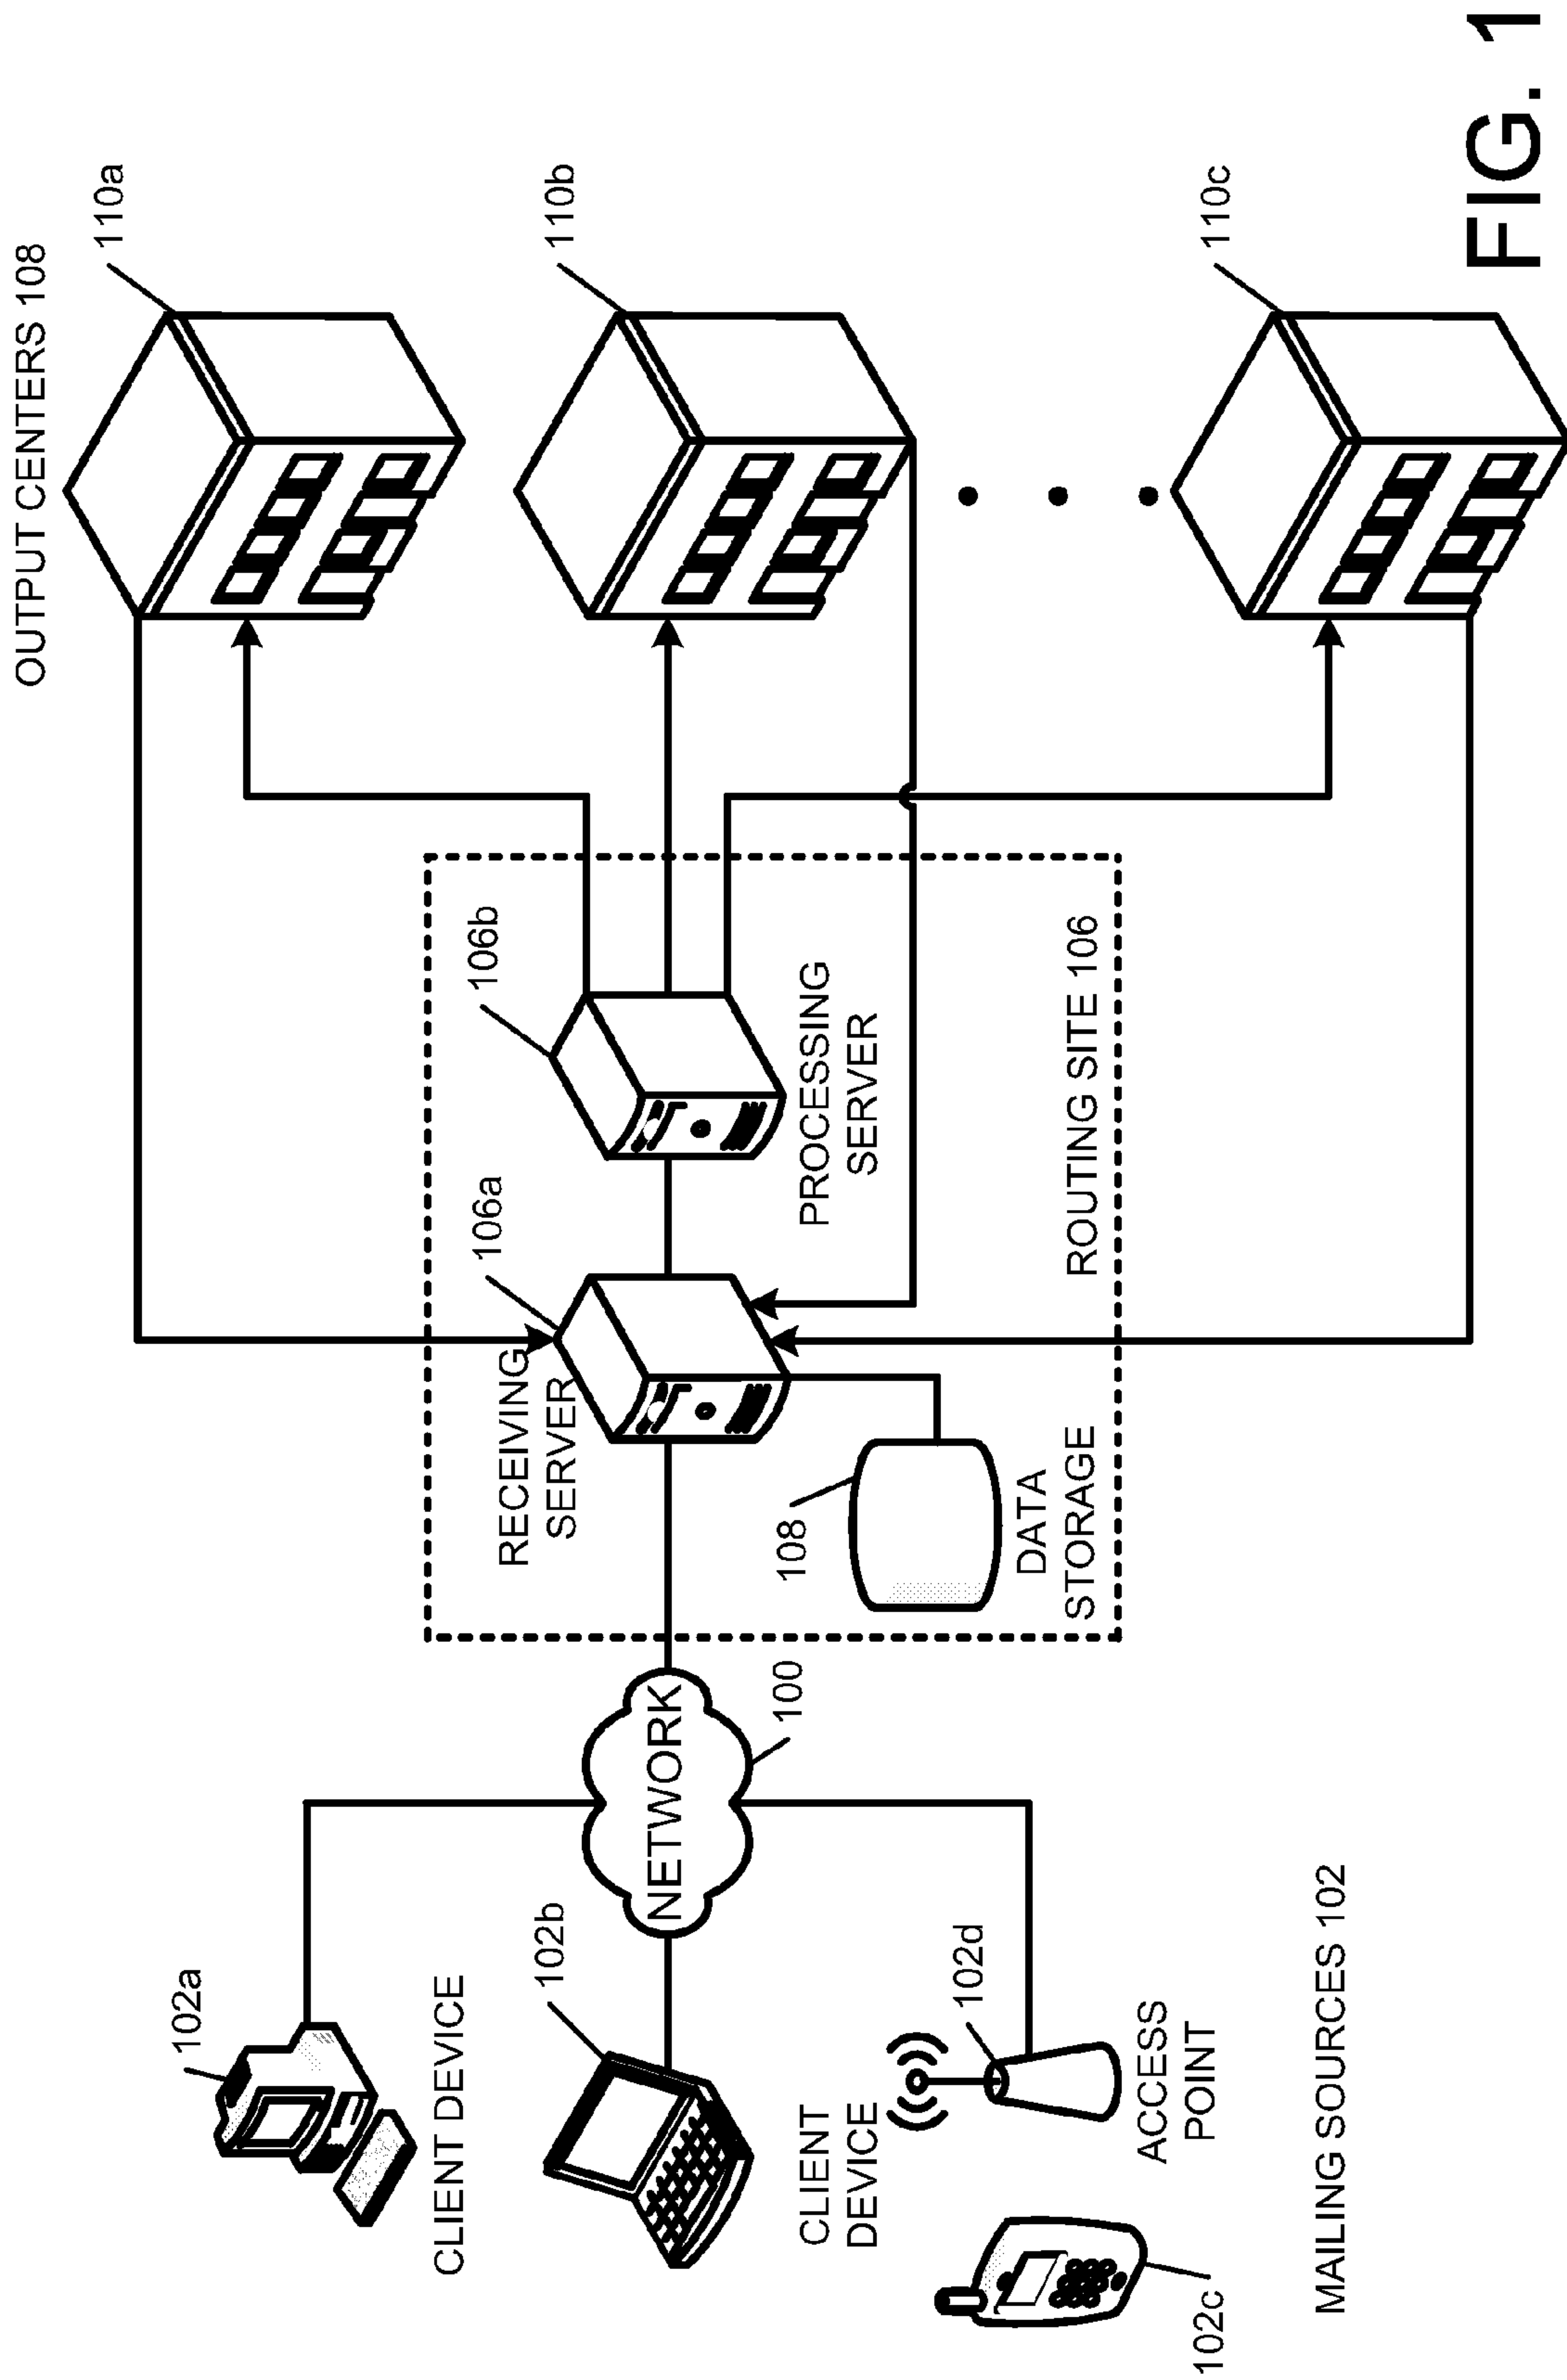 OUTPUT CENTERS 108
110a
110b
110c
106b
PROCESSING
SERVER
106a
RECEIVING
SERVER
ROUTING SITE 106
108
DATA
STORAGE
NETWORK
100
102a
CLIENT DEVICE
102b
CLIENT
DEVICE
102d
ACCESS
POINT
102c
MAILING SOURCES 102
FIG. 1